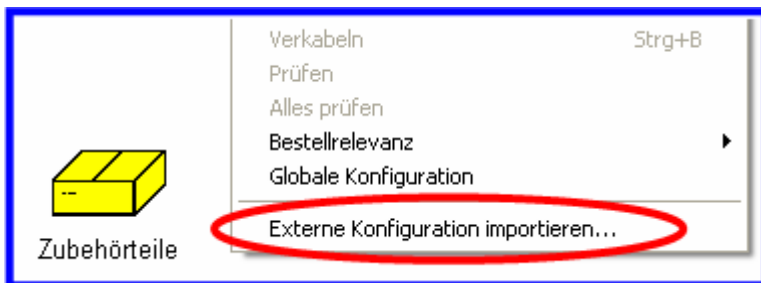 Verkabeln Strg+B
Prüfen
Alles prüfen
Bestellrelevanz
Globale Konfiguration
Externe Konfiguration importieren...
Zubehörteile